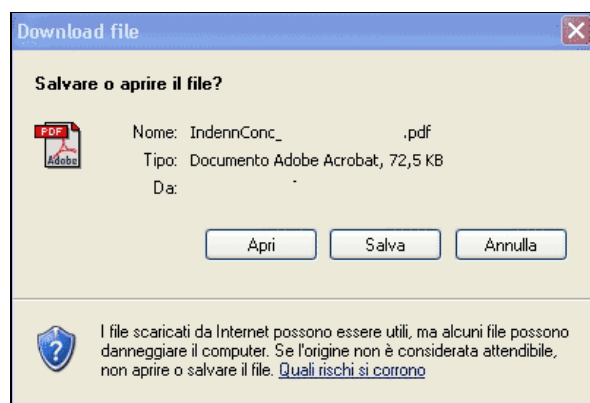 Download file
Salvare o aprire il file?
PDF
Adobe
Nome: IndennConc_ .pdf
Tipo: Documento Adobe Acrobat, 72,5 KB
Da:
Apri Salva Annulla
I file scaricati da Internet possono essere utili, ma alcuni file possono
danneggiare il computer. Se l'origine non è considerata attendibile,
non aprire o salvare il file. Quali rischi si corrono